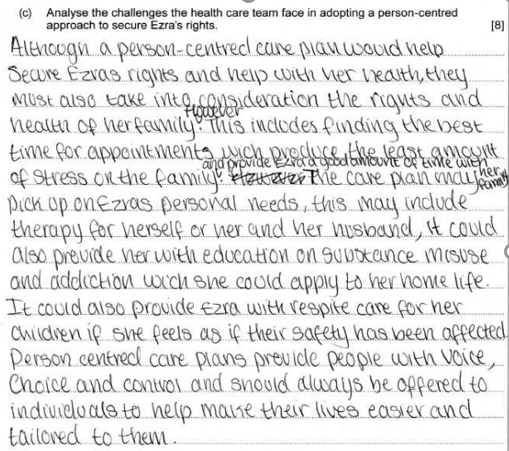 (c) Analyse the challenges the health care team face in adopting a person-centred
approach to secure Ezra's rights. [8]
Although a person-centred care plan would help
Secure Ezras rights and help with her health, they
must also take into consideration the rights and
However
health of her family. This includes finding the best
time for appointments wich produce the least amount
and provide Ezra a good amount of time with her family
of stress on the family. However The care plan may
pick up on Ezras personal needs, this may include
therapy for herself or her and her husband, it could
also provide her with education on substance misuse
and addiction wich she could apply to her home life.
It could also provide Ezra with respite care for her
children if she feels as if their safety has been affected.
Person centred care plans provide people with voice,
Choice and control and should always be offered to
individuals to help make their lives easier and
tailored to them.